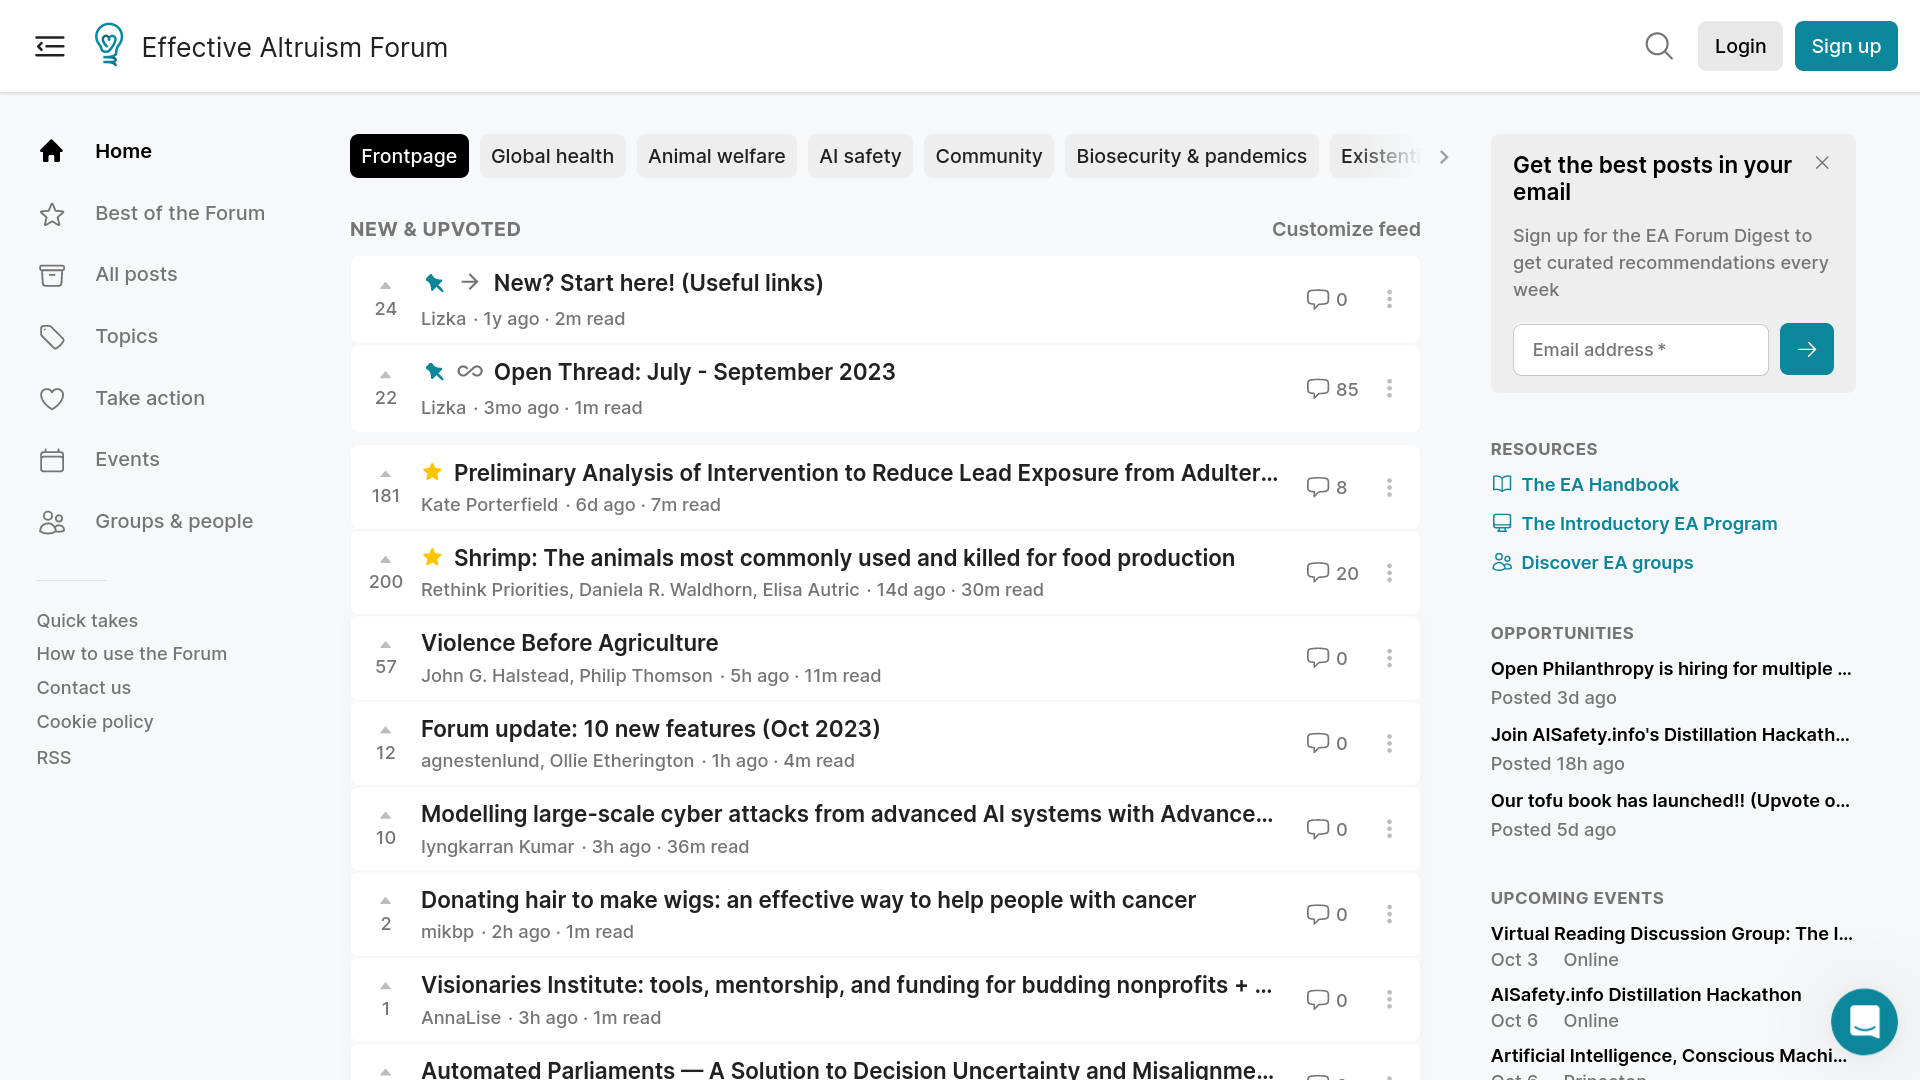 Effective Altruism Forum
Login
Sign up
Home
Best of the Forum
All posts
Topics
Take action
Events
Groups & people
Quick takes
How to use the Forum
Contact us
Cookie policy
RSS
Frontpage
Global health
Animal welfare
AI safety
Community
Biosecurity & pandemics
Existenti
NEW & UPVOTED
Customize feed
24
New? Start here! (Useful links)
Lizka · 1y ago · 2m read
0
22
Open Thread: July - September 2023
Lizka · 3mo ago · 1m read
85
181
Preliminary Analysis of Intervention to Reduce Lead Exposure from Adulter...
Kate Porterfield · 6d ago · 7m read
8
200
Shrimp: The animals most commonly used and killed for food production
Rethink Priorities, Daniela R. Waldhorn, Elisa Autric · 14d ago · 30m read
20
57
Violence Before Agriculture
John G. Halstead, Philip Thomson · 5h ago · 11m read
0
12
Forum update: 10 new features (Oct 2023)
agnestenlund, Ollie Etherington · 1h ago · 4m read
0
10
Modelling large-scale cyber attacks from advanced AI systems with Advance...
Iyngkarran Kumar · 3h ago · 36m read
0
2
Donating hair to make wigs: an effective way to help people with cancer
mikbp · 2h ago · 1m read
0
1
Visionaries Institute: tools, mentorship, and funding for budding nonprofits + ...
AnnaLise · 3h ago · 1m read
0
Automated Parliaments — A Solution to Decision Uncertainty and Misalignme...
Get the best posts in your
email
Sign up for the EA Forum Digest to
get curated recommendations every
week
Email address *
RESOURCES
The EA Handbook
The Introductory EA Program
Discover EA groups
OPPORTUNITIES
Open Philanthropy is hiring for multiple ...
Posted 3d ago
Join AISafety.info's Distillation Hackath...
Posted 18h ago
Our tofu book has launched!! (Upvote o...
Posted 5d ago
UPCOMING EVENTS
Virtual Reading Discussion Group: The I...
Oct 3 Online
AISafety.info Distillation Hackathon
Oct 6 Online
Artificial Intelligence, Conscious Machi...
Oct 6 Princeton